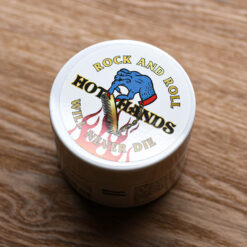 ROCK AND ROLL
HOT HANDS
WILL NEVER DIE